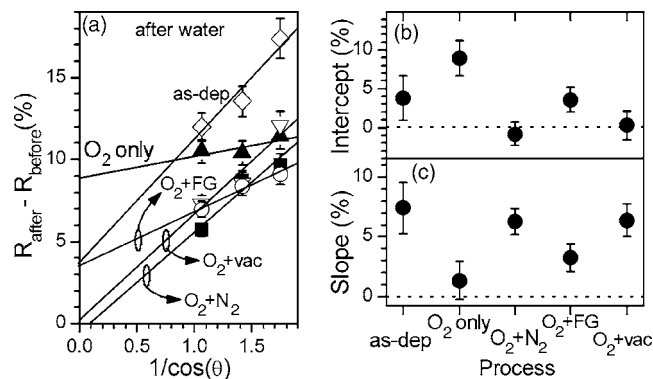 (a)
after water
as-dep
O₂ only
O₂+FG
O₂+vac
O₂+N₂
R_after - R_before (%)
15
10
5
0
0.0 0.5 1.0 1.5
1/cos(θ)
(b)
Intercept (%)
10
5
0
(c)
Slope (%)
10
5
0
as-dep O₂ only O₂+N₂ O₂+FG O₂+vac
Process